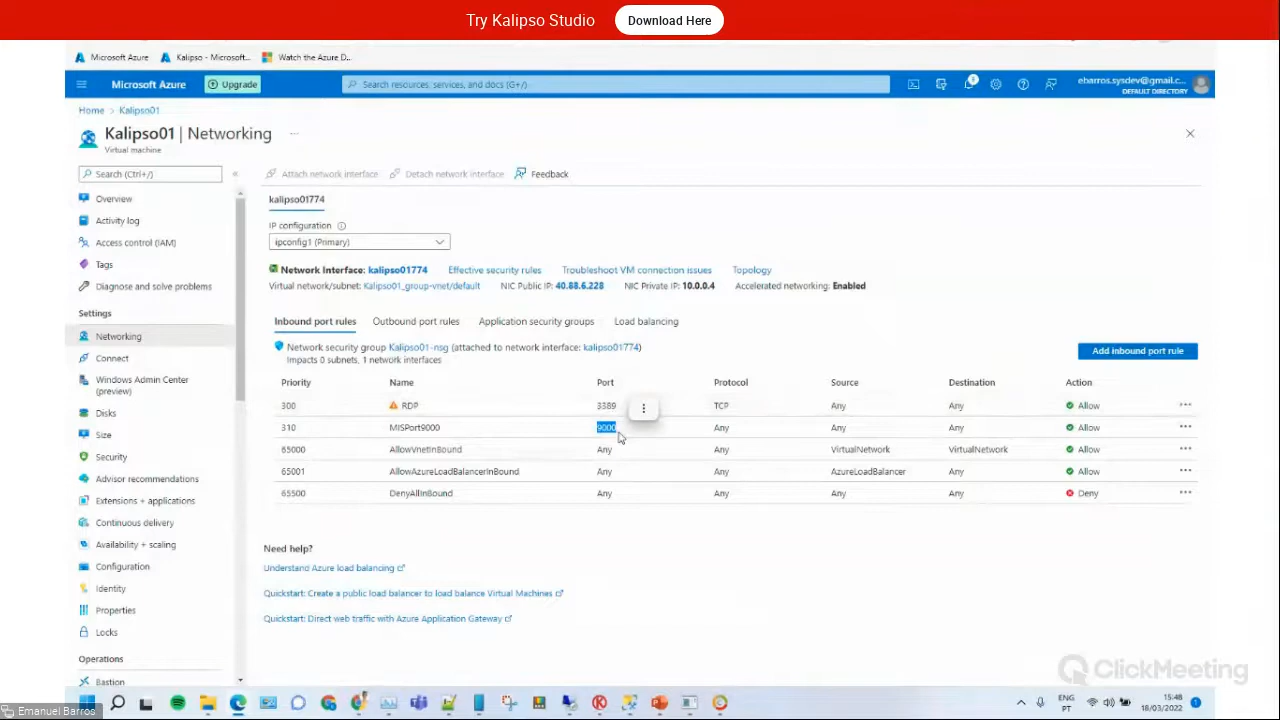 Try Kalipso Studio Download Here
Microsoft Azure Kalipso - Microsoft... Watch the Azure D...
Microsoft Azure Upgrade Search resources, services, and docs (G+/) 1 ebarros.sysdev@gmail.c...
DEFAULT DIRECTORY
Home > Kalipso01
Kalipso01 | Networking ...
Virtual machine
Search (Ctrl+/) « Attach network interface Detach network interface Feedback
Overview
Activity log
Access control (IAM)
Tags
Diagnose and solve problems
Settings
Networking
Connect
Windows Admin Center
(preview)
Disks
Size
Security
Advisor recommendations
Extensions + applications
Continuous delivery
Availability + scaling
Configuration
Identity
Properties
Locks
Operations
Bastion
kalipso01774
IP configuration
ipconfig1 (Primary)
Network Interface: kalipso01774 Effective security rules Troubleshoot VM connection issues Topology
Virtual network/subnet: Kalipso01_group-vnet/default NIC Public IP: 40.88.6.228 NIC Private IP: 10.0.0.4 Accelerated networking: Enabled
Inbound port rules Outbound port rules Application security groups Load balancing
Network security group Kalipso01-nsg (attached to network interface: kalipso01774)
Impacts 0 subnets, 1 network interfaces
Add inbound port rule
Priority Name Port Protocol Source Destination Action
300 RDP 3389 TCP Any Any Allow ...
310 MISPort9000 9000 Any Any Any Allow ...
65000 AllowVnetInBound Any Any VirtualNetwork VirtualNetwork Allow ...
65001 AllowAzureLoadBalancerInBound Any Any AzureLoadBalancer Any Allow ...
65500 DenyAllInBound Any Any Any Any Deny ...
Need help?
Understand Azure load balancing
Quickstart: Create a public load balancer to load balance Virtual Machines
Quickstart: Direct web traffic with Azure Application Gateway
ClickMeeting
ENG
PT
15:48
18/03/2022
1
Emanuel Barros